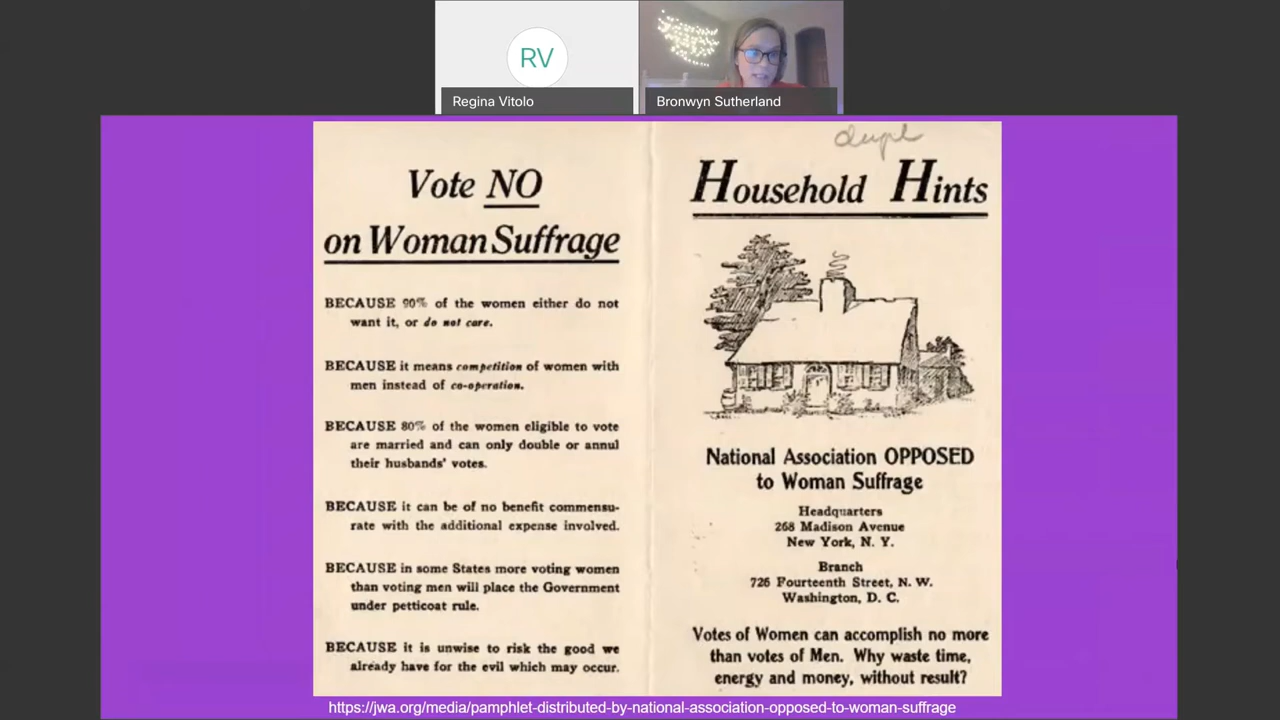 RV
Regina Vitolo
Bronwyn Sutherland
Vote NO
on Woman Suffrage
BECAUSE 90% of the women either do not
want it, or do not care.
BECAUSE it means competition of women with
men instead of co-operation.
BECAUSE 80% of the women eligible to vote
are married and can only double or annul
their husbands' votes.
BECAUSE it can be of no benefit commensu-
rate with the additional expense involved.
BECAUSE in some States more voting women
than voting men will place the Government
under petticoat rule.
BECAUSE it is unwise to risk the good we
already have for the evil which may occur.
dupl
Household Hints
National Association OPPOSED
to Woman Suffrage
Headquarters
268 Madison Avenue
New York, N. Y.
Branch
726 Fourteenth Street, N. W.
Washington, D. C.
Votes of Women can accomplish no more
than votes of Men. Why waste time,
energy and money, without result?
https://jwa.org/media/pamphlet-distributed-by-national-association-opposed-to-woman-suffrage